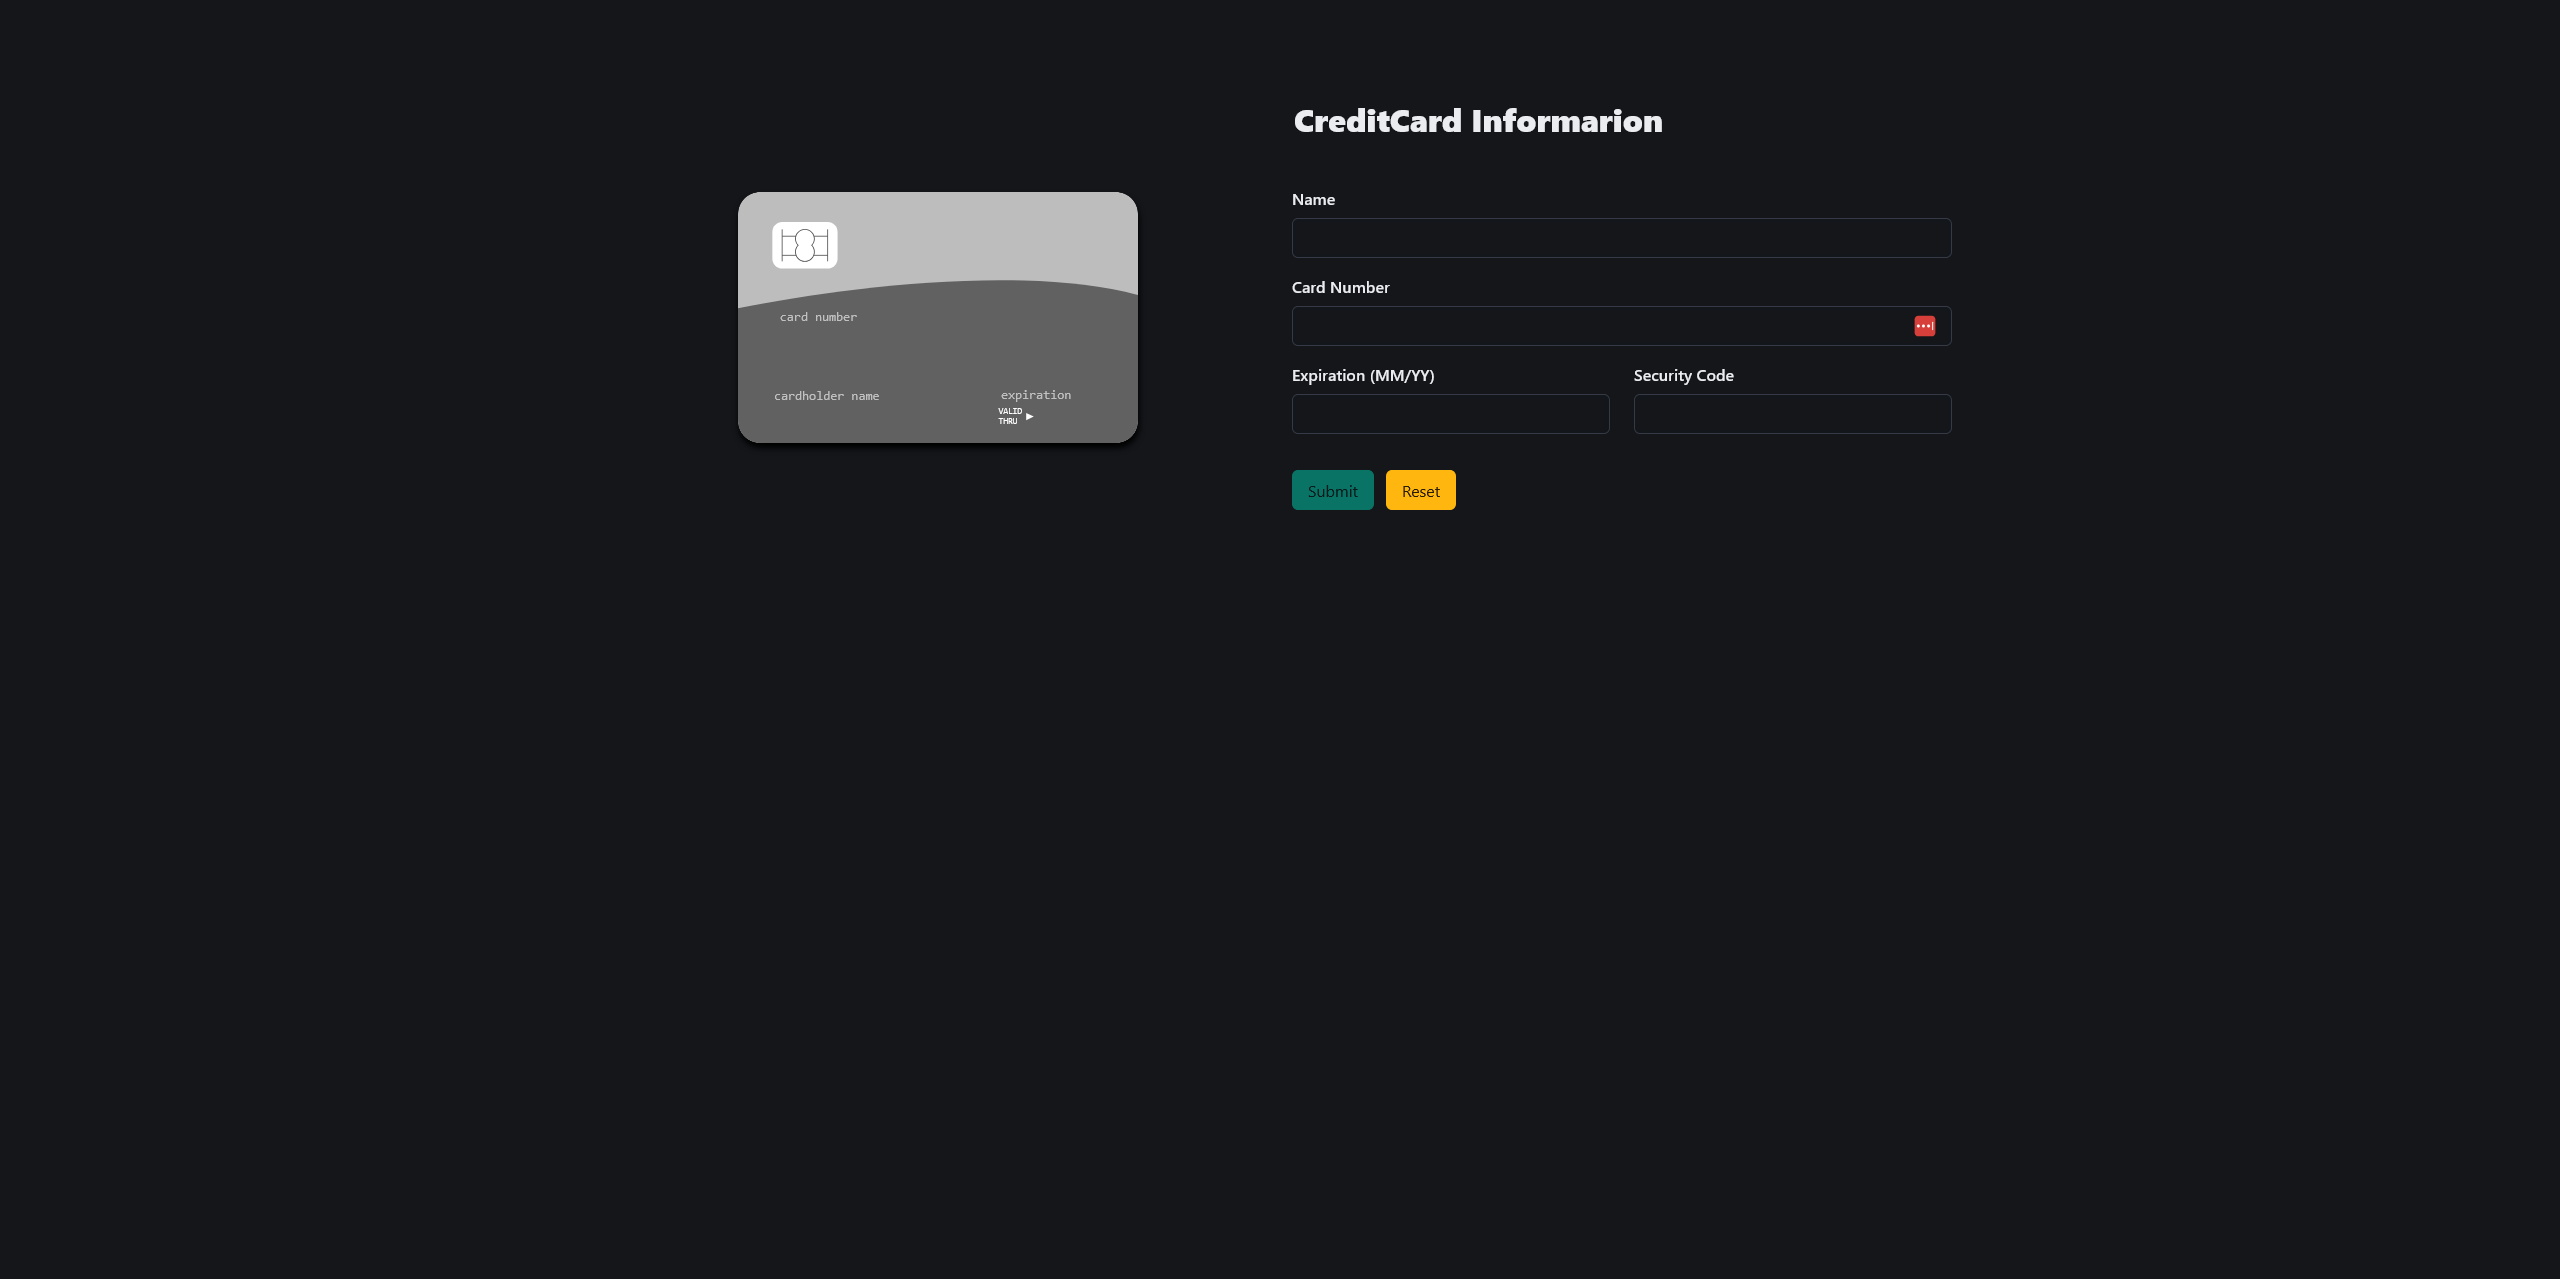 CreditCard Informarion
card number
cardholder name
expiration
VALID
THRU
Name
Card Number
Expiration (MM/YY)
Security Code
Submit
Reset